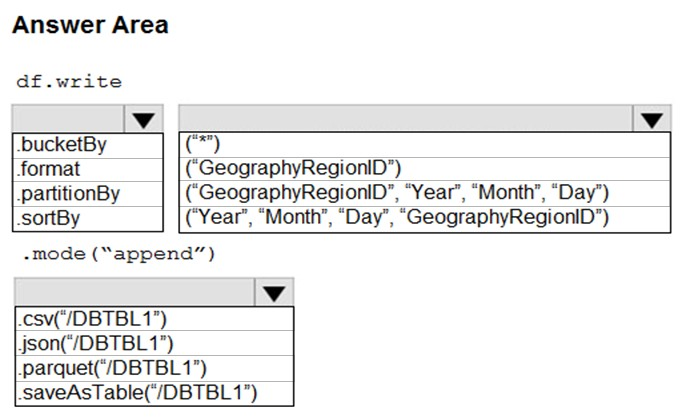 Answer Area
df.write
.bucketBy
.format
.partitionBy
.sortBy
(“*”)
(“GeographyRegionID”)
(“GeographyRegionID”, “Year”, “Month”, “Day”)
(“Year”, “Month”, “Day”, “GeographyRegionID”)
.mode(“append”)
.csv(“/DBTBL1”)
.json(“/DBTBL1”)
.parquet(“/DBTBL1”)
.saveAsTable(“/DBTBL1”)